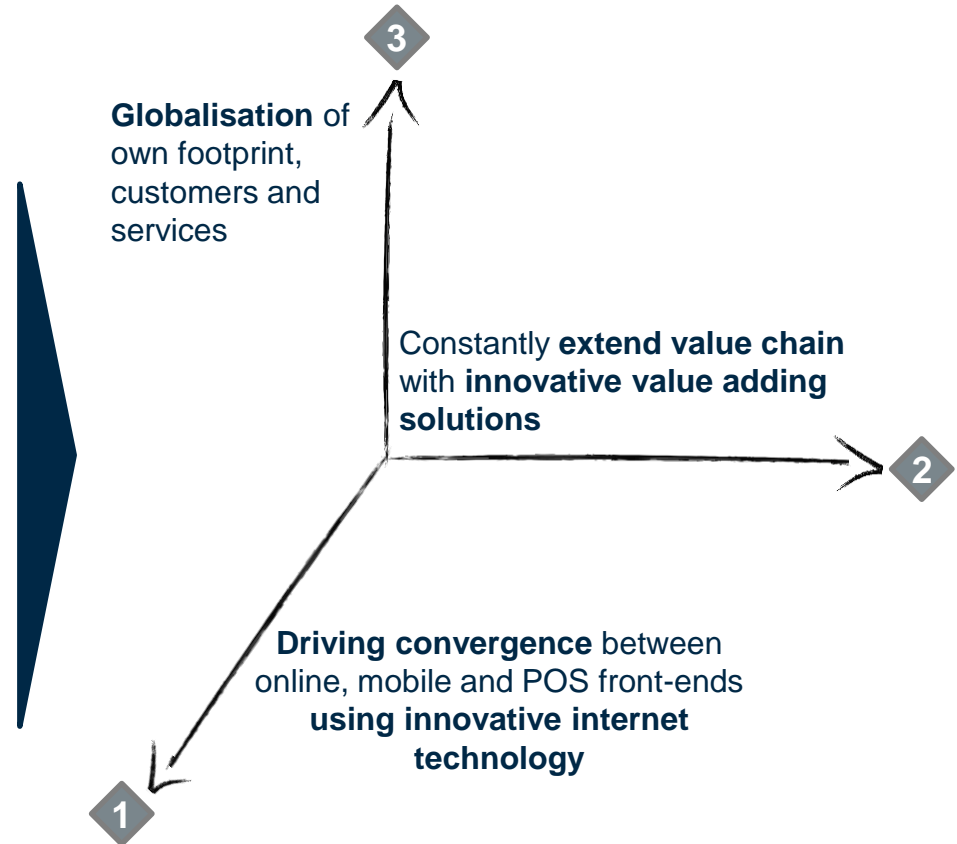 3
Globalisation of
own footprint,
customers and
services
Constantly extend value chain
with innovative value adding
solutions
2
Driving convergence between
online, mobile and POS front-ends
using innovative internet
technology
1